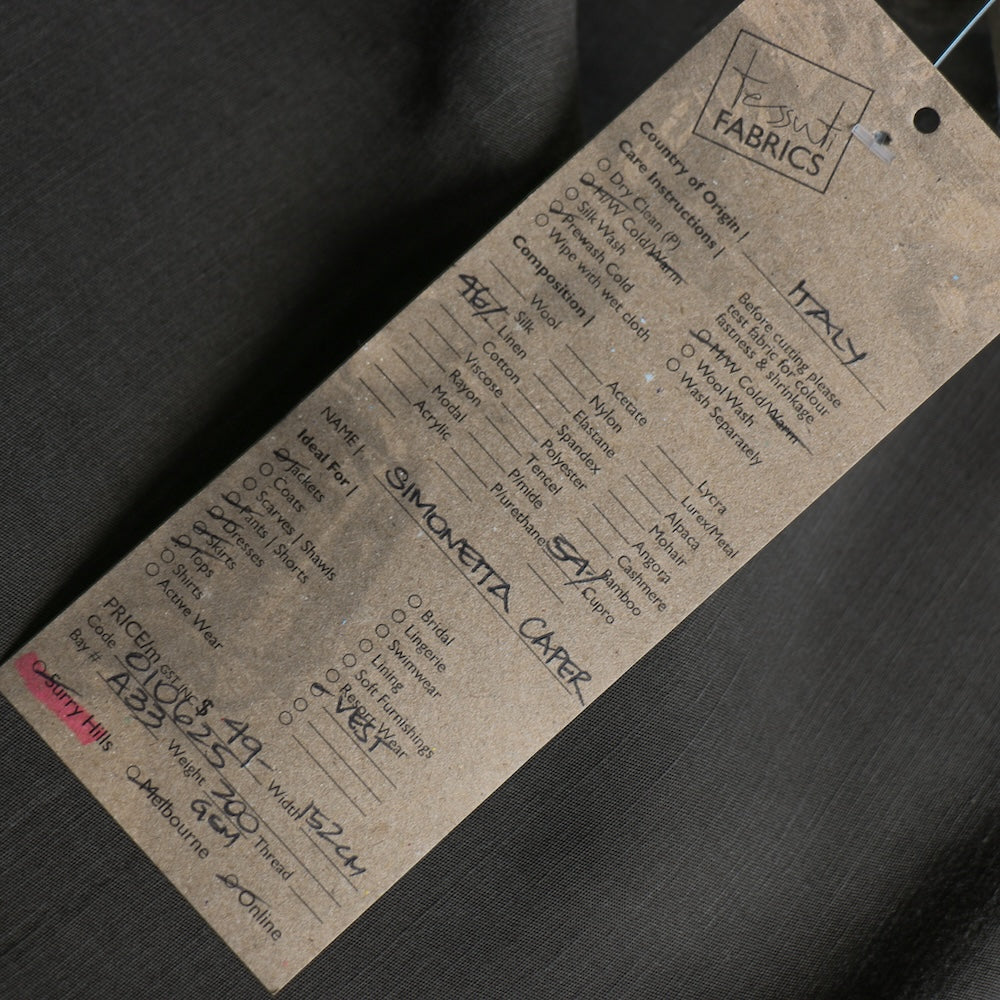 tessuti
FABRICS
Country of Origin | ITALY
Care Instructions |
Dry Clean (P)
M/W Cold/Warm
Silk Wash
Prewash Cold
Wipe with wet cloth
Before cutting please
test fabric for colour
fastness & shrinkage
M/W Cold/Warm
Wool Wash
Wash Separately
Composition |
Wool
Silk
46% Linen
Cotton
Viscose
Rayon
Modal
Acrylic
Acetate
Nylon
Elastane
Spandex
Polyester
Tencel
P/mide
P/urethane
Lycra
Lurex/Metal
Alpaca
Mohair
Angora
Cashmere
Bamboo
54% Cupro
NAME | SIMONETTA CAPER
Ideal For |
Jackets
Coats
Scarves | Shawls
Pants | Shorts
Dresses
Skirts
Tops
Shirts
Active Wear
Bridal
Lingerie
Swimwear
Lining
Soft Furnishings
Resort Wear
VEST
PRICE/m GST INC $ 49- Width 152CM
Code 010625 Weight 200 GSM Thread
Bay # A33
Surry Hills
Melbourne
Online